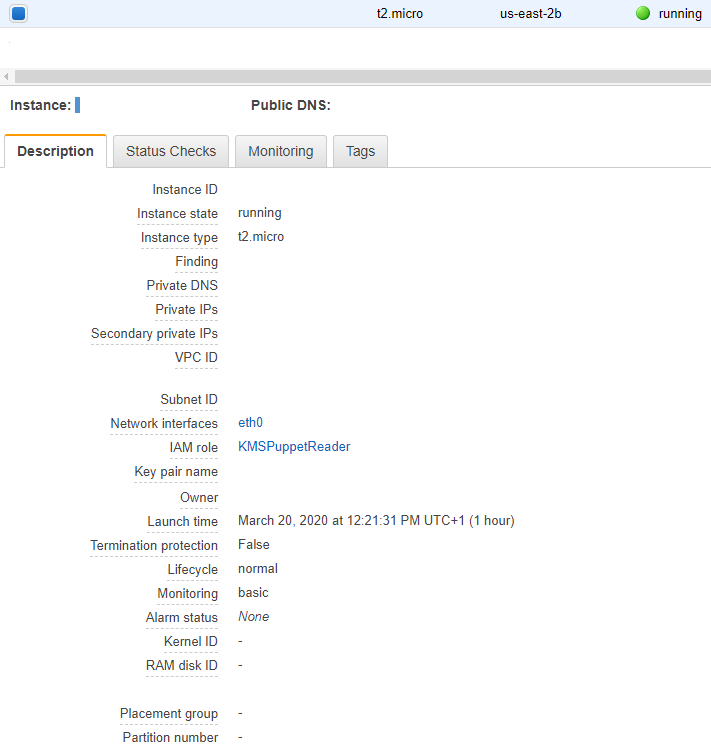 t2.micro us-east-2b running
Instance: Public DNS:
Description Status Checks Monitoring Tags
Instance ID
Instance state running
Instance type t2.micro
Finding
Private DNS
Private IPs
Secondary private IPs
VPC ID
Subnet ID
Network interfaces eth0
IAM role KMSPuppetReader
Key pair name
Owner
Launch time March 20, 2020 at 12:21:31 PM UTC+1 (1 hour)
Termination protection False
Lifecycle normal
Monitoring basic
Alarm status None
Kernel ID -
RAM disk ID -
Placement group -
Partition number -